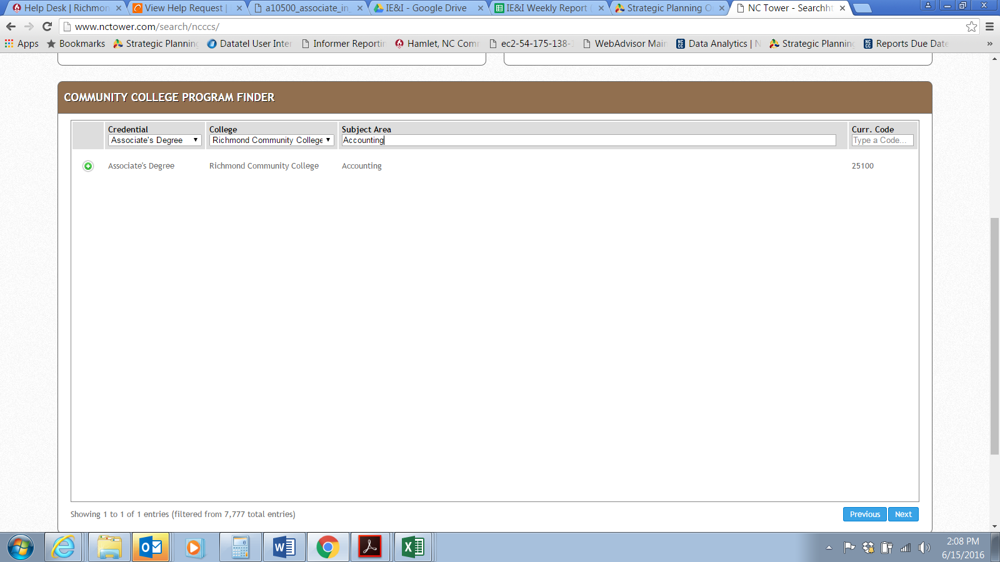 Help Desk | Richmon
View Help Request |
a10500_associate_in
IE&I - Google Drive
IE&I Weekly Report
Strategic Planning O
NC Tower - Searchht
www.nctower.com/search/ncccs/
Apps
Bookmarks
Strategic Planning
Datatel User Inter
Informer Reportin
Hamlet, NC Com
ec2-54-175-138-
WebAdvisor Mai
Data Analytics | N
Strategic Planning
Reports Due Date
»
COMMUNITY COLLEGE PROGRAM FINDER
Credential College Subject Area Curr. Code
Associate's Degree Richmond Community College Accounting Type a Code...
Associate's Degree Richmond Community College Accounting 25100
Showing 1 to 1 of 1 entries (filtered from 7,777 total entries)
Previous Next
2:08 PM
6/15/2016